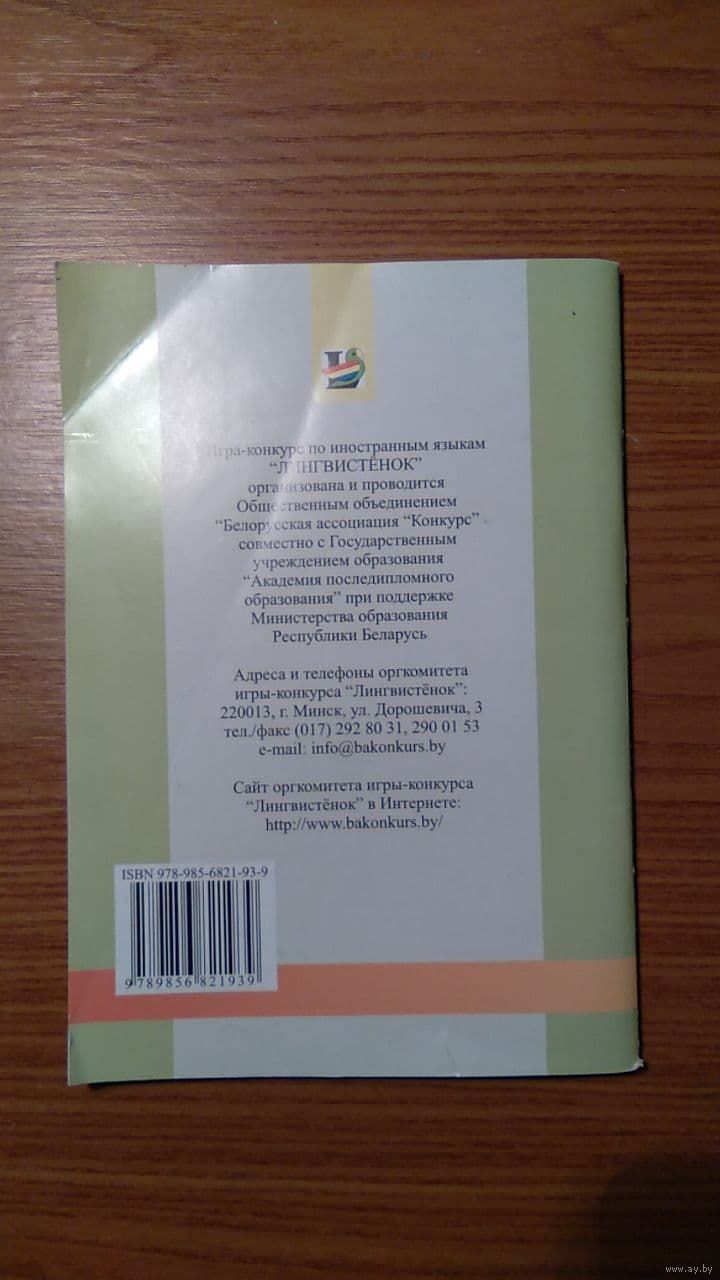 Игра-конкурс по иностранным языкам
“ЛИНГВИСТЁНОК”
организована и проводится
Общественным объединением
“Белорусская ассоциация “Конкурс”
совместно с Государственным
учреждением образования
“Академия последипломного
образования” при поддержке
Министерства образования
Республики Беларусь
Адреса и телефоны оргкомитета
игры-конкурса “Лингвистёнок”:
220013, г. Минск, ул. Дорошевича, 3
тел./факс (017) 292 80 31, 290 01 53
e-mail: info@bakonkurs.by
Сайт оргкомитета игры-конкурса
“Лингвистёнок” в Интернете:
http://www.bakonkurs.by/
ISBN 978-985-6821-93-9
9 789856 821939
www.ay.by